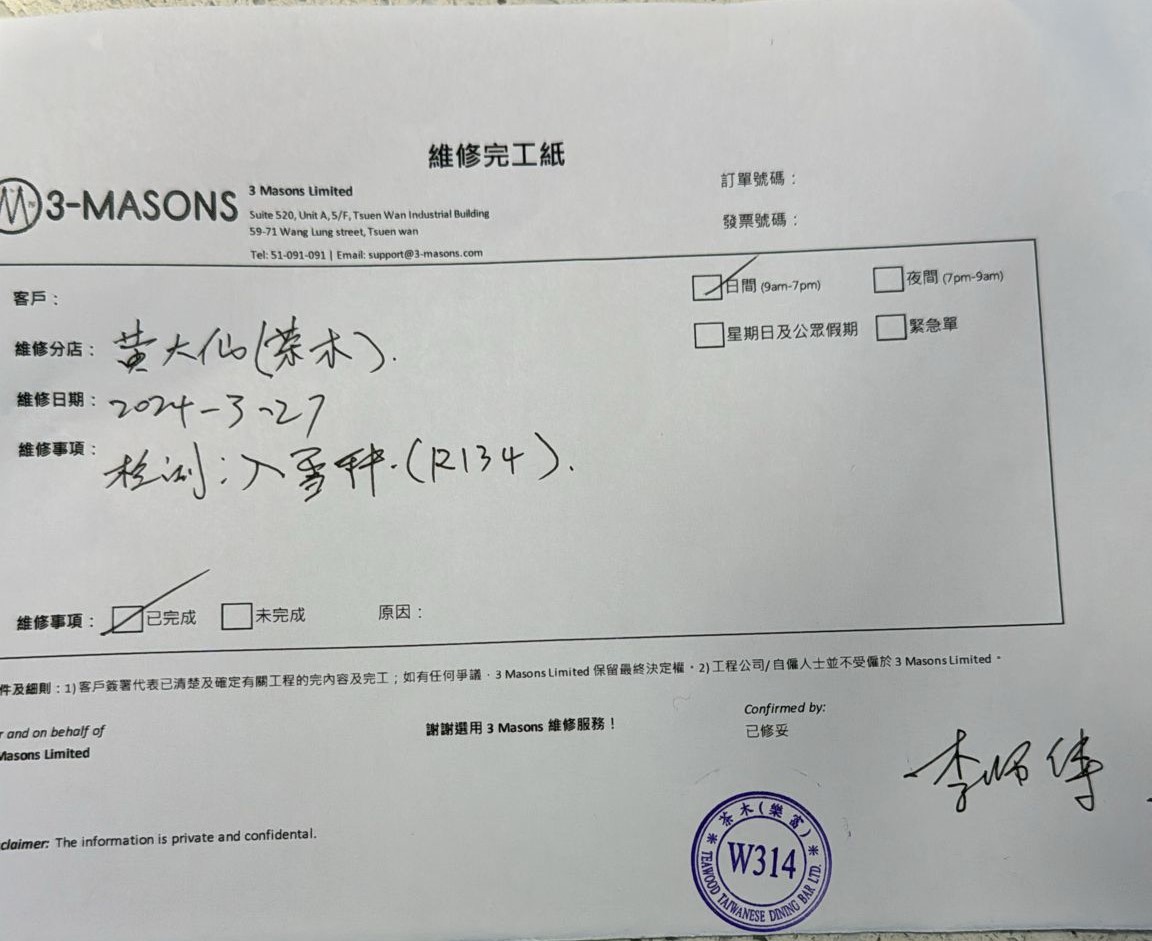 維修完工紙
3-MASONS
3 Masons Limited
Suite 520, Unit A, 5/F, Tsuen Wan Industrial Building
59-71 Wang Lung street, Tsuen wan
Tel: 51-091-091 | Email: support@3-masons.com
訂單號碼：
發票號碼：
客戶：
日間 (9am-7pm)
夜間 (7pm-9am)
維修分店： 黃大仙(茶木).
星期日及公眾假期
緊急單
維修日期： 2024-3-27
維修事項： 检测:入雪种.(R134).
維修事項： 已完成 未完成 原因：
件及細則：1) 客戶簽署代表已清楚及確定有關工程的完內容及完工；如有任何爭議，3 Masons Limited 保留最終決定權。2) 工程公司/自僱人士並不受僱於 3 Masons Limited。
r and on behalf of
Masons Limited
謝謝選用 3 Masons 維修服務！
Confirmed by:
已修妥
李师傅
茶木(樂富)
W314
TEAWOOD TAIWANESE DINING BAR LTD.
claimer: The information is private and confidential.